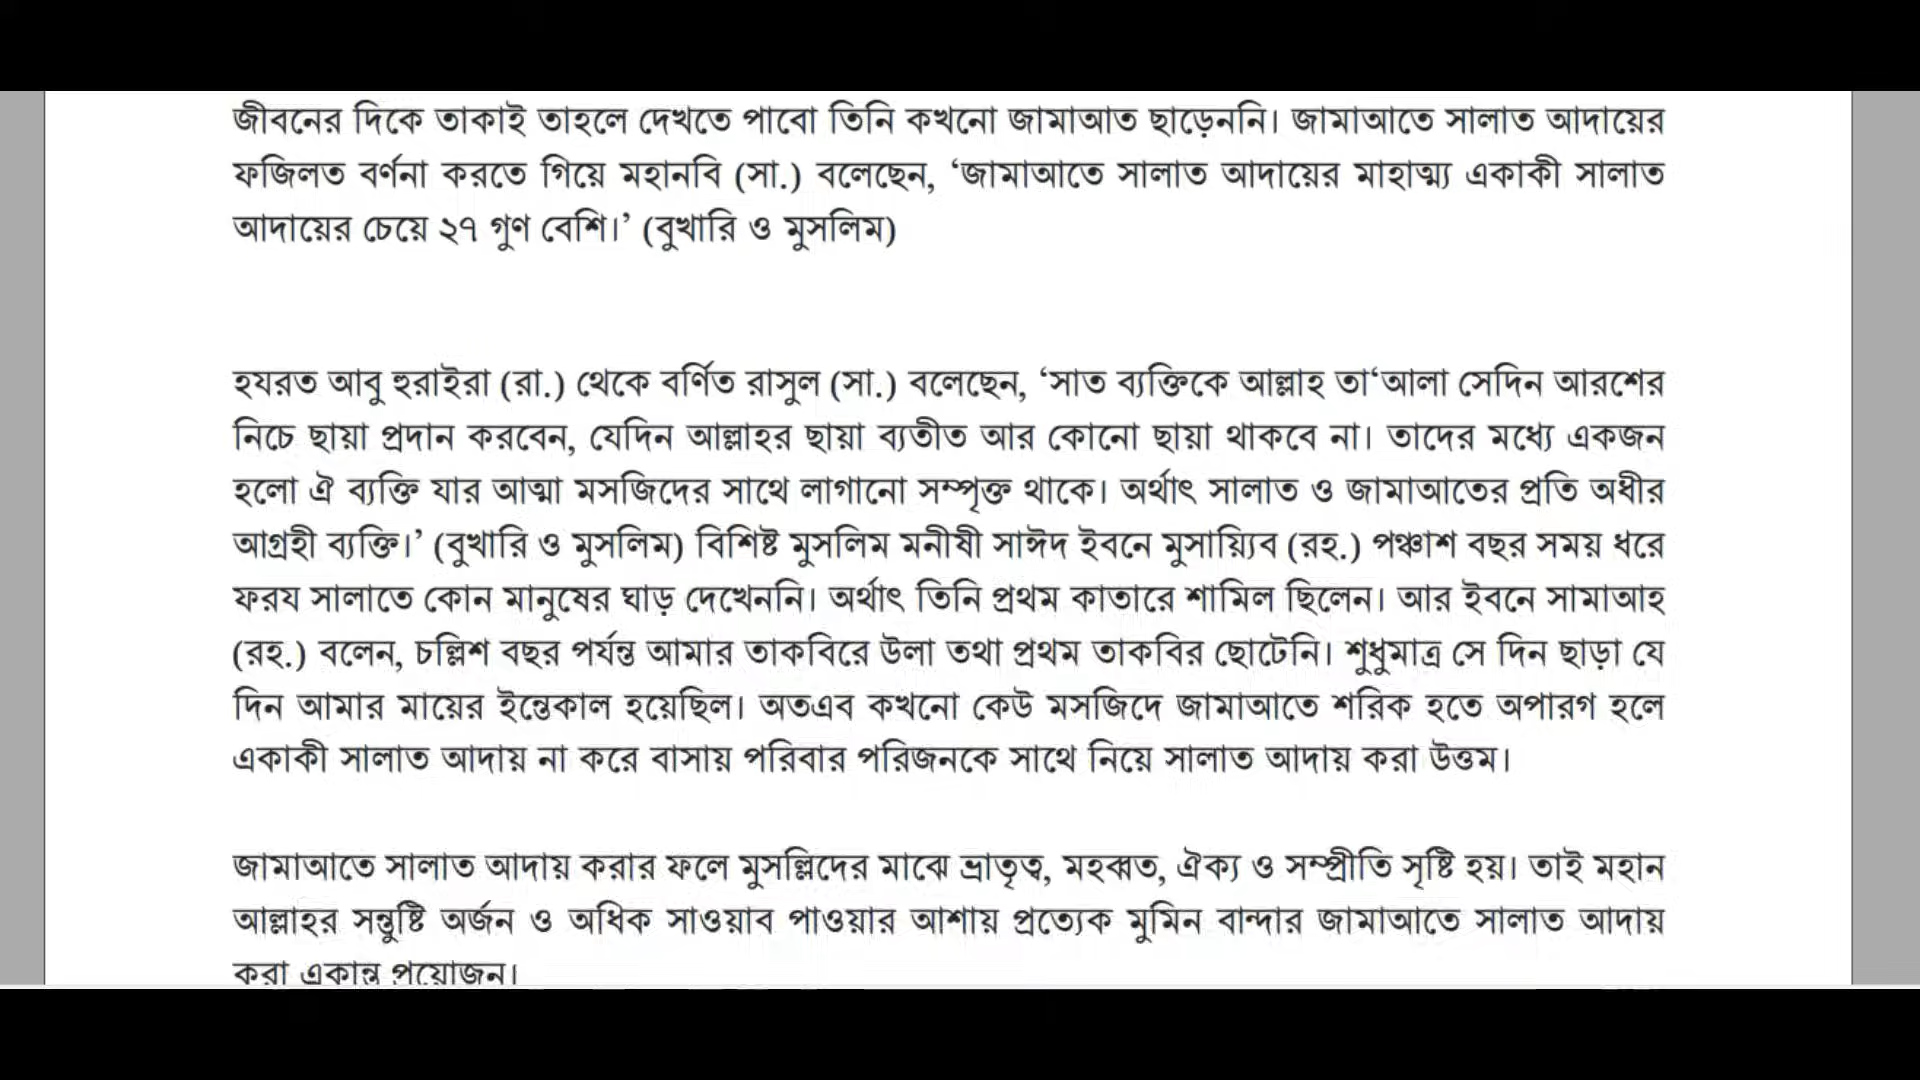 জীবনের দিকে তাকাই তাহলে দেখতে পাবো তিনি কখনো জামাআত ছাড়েননি। জামাআতে সালাত আদায়ের
ফজিলত বর্ণনা করতে গিয়ে মহানবি (সা.) বলেছেন, ‘জামাআতে সালাত আদায়ের মাহাত্ম্য একাকী সালাত
আদায়ের চেয়ে ২৭ গুণ বেশি।’ (বুখারি ও মুসলিম)
হযরত আবু হুরাইরা (রা.) থেকে বর্ণিত রাসুল (সা.) বলেছেন, ‘সাত ব্যক্তিকে আল্লাহ তা‘আলা সেদিন আরশের
নিচে ছায়া প্রদান করবেন, যেদিন আল্লাহর ছায়া ব্যতীত আর কোনো ছায়া থাকবে না। তাদের মধ্যে একজন
হলো ঐ ব্যক্তি যার আত্মা মসজিদের সাথে লাগানো সম্পৃক্ত থাকে। অর্থাৎ সালাত ও জামাআতের প্রতি অধীর
আগ্রহী ব্যক্তি।’ (বুখারি ও মুসলিম) বিশিষ্ট মুসলিম মনীষী সাঈদ ইবনে মুসায়্যিব (রহ.) পঞ্চাশ বছর সময় ধরে
ফরয সালাতে কোন মানুষের ঘাড় দেখেননি। অর্থাৎ তিনি প্রথম কাতারে শামিল ছিলেন। আর ইবনে সামাআহ
(রহ.) বলেন, চল্লিশ বছর পর্যন্ত আমার তাকবিরে উলা তথা প্রথম তাকবির ছোটেনি। শুধুমাত্র সে দিন ছাড়া যে
দিন আমার মায়ের ইন্তেকাল হয়েছিল। অতএব কখনো কেউ মসজিদে জামাআতে শরিক হতে অপারগ হলে
একাকী সালাত আদায় না করে বাসায় পরিবার পরিজনকে সাথে নিয়ে সালাত আদায় করা উত্তম।
জামাআতে সালাত আদায় করার ফলে মুসল্লিদের মাঝে ভ্রাতৃত্ব, মহব্বত, ঐক্য ও সম্প্রীতি সৃষ্টি হয়। তাই মহান
আল্লাহর সন্তুষ্টি অর্জন ও অধিক সাওয়াব পাওয়ার আশায় প্রত্যেক মুমিন বান্দার জামাআতে সালাত আদায়
করা একান্ত প্রয়োজন।